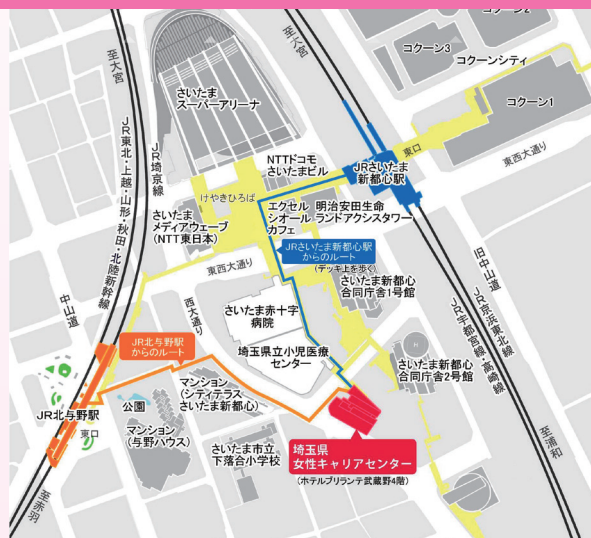 コクーン2
コクーン3
コクーンシティ
コクーン1
至大宮
至大宮
さいたま
スーパーアリーナ
JR東北・上越・山形・秋田・北陸新幹線
JR埼京線
NTTドコモ
さいたまビル
JRさいたま
新都心駅
東口
東西大通り
けやきひろば
さいたま
メディアウェーブ
(NTT東日本)
エクセル
シオール
カフェ
明治安田生命
ランドアクシスタワー
JRさいたま新都心駅
からのルート
(デッキ上を歩く)
旧中山道
中山道
東西大通り
西大通り
さいたま新都心
合同庁舎1号館
さいたま赤十字
病院
JR京浜東北線
JR宇都宮線・高崎線
JR北与野駅
からのルート
埼玉県立小児医療
センター
さいたま新都心
合同庁舎2号館
JR北与野駅
東口
公園
マンション
(シティテラス
さいたま新都心)
マンション
(与野ハウス)
さいたま市立
下落合小学校
埼玉県
女性キャリアセンター
(ホテルブリランテ武蔵野4階)
至浦和
至赤羽